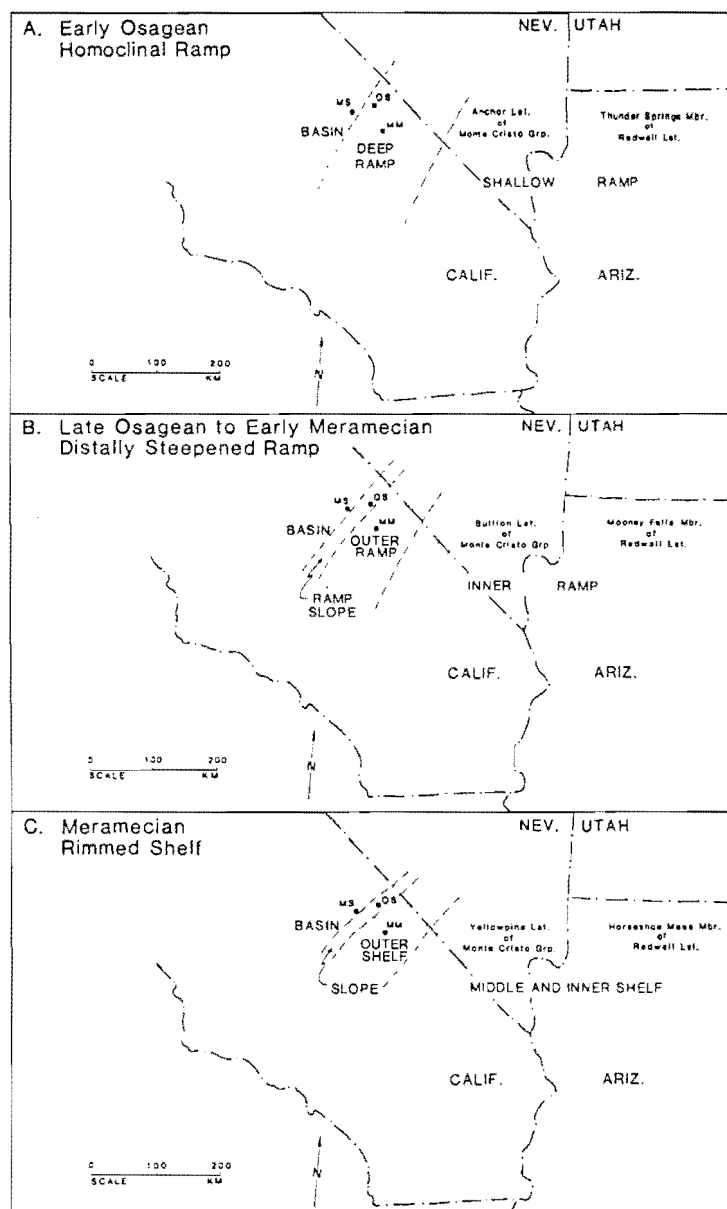 A. Early Osagean
Homoclinal Ramp
NEV. UTAH
MS
OS
MM
BASIN
DEEP
RAMP
Anchor Lst.
of
Monte Cristo Grp.
Thunder Springs Mbr.
of
Redwall Lst.
SHALLOW RAMP
CALIF. ARIZ.
0 100 200
SCALE KM
N
B. Late Osagean to Early Meramecian
Distally Steepened Ramp
NEV. UTAH
MS
OS
MM
BASIN
OUTER
RAMP
Bullion Lst.
of
Monte Cristo Grp
Mooney Falls Mbr.
of
Redwall Lst.
INNER RAMP
RAMP
SLOPE
CALIF. ARIZ.
0 100 200
SCALE KM
N
C. Meramecian
Rimmed Shelf
NEV. UTAH
MS
OS
MM
BASIN
OUTER
SHELF
Yellowpine Lst.
of
Monte Cristo Grp.
Horseshoe Mesa Mbr.
of
Redwall Lst.
SLOPE
MIDDLE AND INNER SHELF
CALIF. ARIZ.
0 100 200
SCALE KM
N